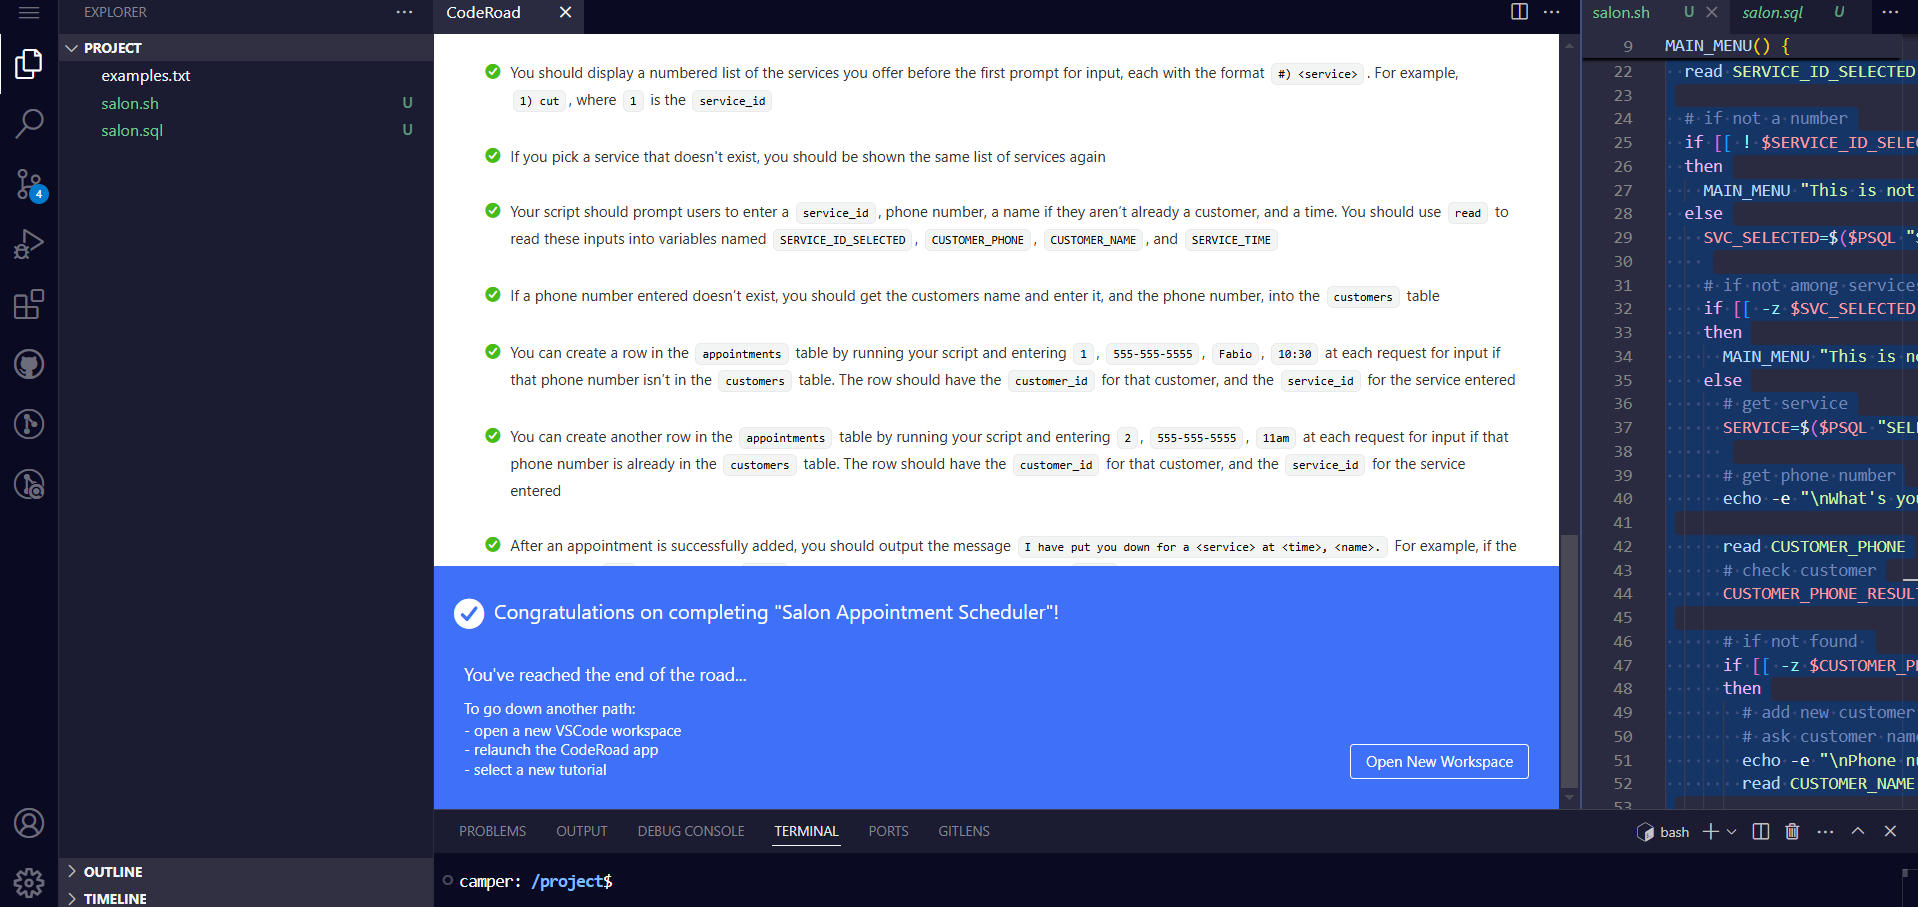 EXPLORER
PROJECT
examples.txt
salon.sh U
salon.sql U
4
OUTLINE
TIMELINE
CodeRoad
You should display a numbered list of the services you offer before the first prompt for input, each with the format #) <service> . For example,
1) cut , where 1 is the service_id
If you pick a service that doesn't exist, you should be shown the same list of services again
Your script should prompt users to enter a service_id , phone number, a name if they aren’t already a customer, and a time. You should use read to
read these inputs into variables named SERVICE_ID_SELECTED , CUSTOMER_PHONE , CUSTOMER_NAME , and SERVICE_TIME
If a phone number entered doesn’t exist, you should get the customers name and enter it, and the phone number, into the customers table
You can create a row in the appointments table by running your script and entering 1 , 555-555-5555 , Fabio , 10:30 at each request for input if
that phone number isn’t in the customers table. The row should have the customer_id for that customer, and the service_id for the service entered
You can create another row in the appointments table by running your script and entering 2 , 555-555-5555 , 11am at each request for input if that
phone number is already in the customers table. The row should have the customer_id for that customer, and the service_id for the service
entered
After an appointment is successfully added, you should output the message I have put you down for a <service> at <time>, <name>. For example, if the
Congratulations on completing "Salon Appointment Scheduler"!
You've reached the end of the road...
To go down another path:
- open a new VSCode workspace
- relaunch the CodeRoad app
- select a new tutorial
Open New Workspace
salon.sh U
salon.sql U
9 MAIN_MENU() {
22 read SERVICE_ID_SELECTED
23
24 # if not a number
25 if [[ ! $SERVICE_ID_SELE
26 then
27 MAIN_MENU "This is not
28 else
29 SVC_SELECTED=$($PSQL "
30
31 # if not among services
32 if [[ -z $SVC_SELECTED
33 then
34 MAIN_MENU "This is n
35 else
36 # get service
37 SERVICE=$($PSQL "SEL
38
39 # get phone number
40 echo -e "\nWhat's yo
41
42 read CUSTOMER_PHONE
43 # check customer
44 CUSTOMER_PHONE_RESUL
45
46 # if not found
47 if [[ -z $CUSTOMER_P
48 then
49 # add new customer
50 # ask customer name
51 echo -e "\nPhone n
52 read CUSTOMER_NAME
53
PROBLEMS OUTPUT DEBUG CONSOLE TERMINAL PORTS GITLENS
bash
camper: /project$